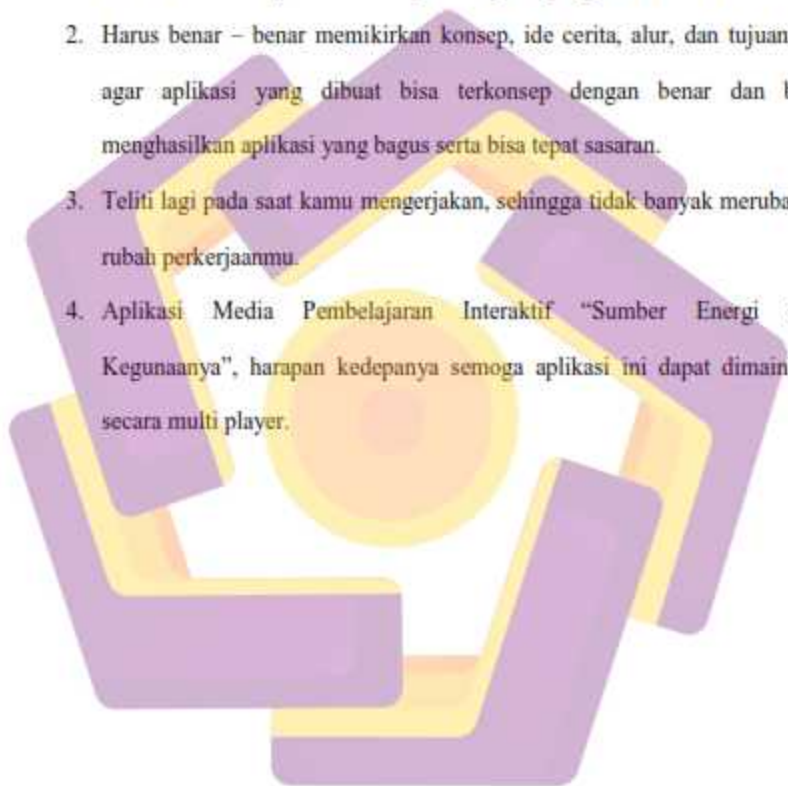 2. Harus benar – benar memikirkan konsep, ide cerita, alur, dan tujuan
agar aplikasi yang dibuat bisa terkonsep dengan benar dan
menghasilkan aplikasi yang bagus serta bisa tepat sasaran.
3. Teliti lagi pada saat kamu mengerjakan, sehingga tidak banyak meruba
rubah perkerjaanmu.
4. Aplikasi Media Pembelajaran Interaktif “Sumber Energi
Kegunaanya”, harapan kedepanya semoga aplikasi ini dapat dimain
secara multi player.